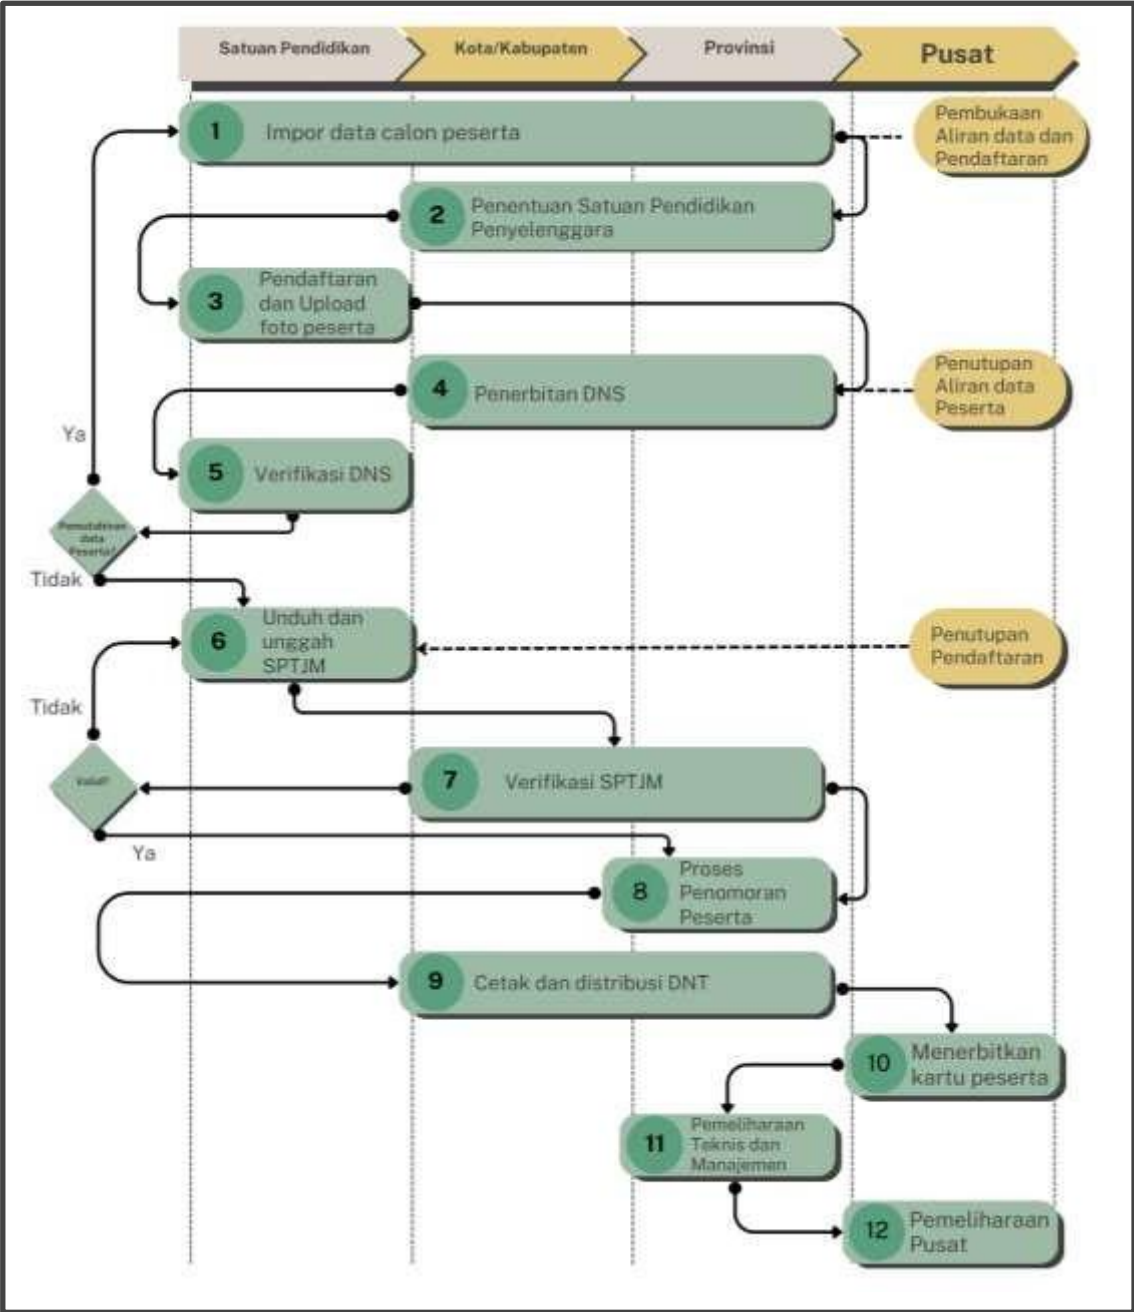 Satuan Pendidikan
Kota/Kabupaten
Provinsi
Pusat
1
Impor data calon peserta
Pembukaan
Aliran data dan
Pendaftaran
2
Penentuan Satuan Pendidikan
Penyelenggara
3
Pendaftaran
dan Upload
foto peserta
4
Penerbitan DNS
Penutupan
Aliran data
Peserta
Ya
5
Verifikasi DNS
data
Peserta?
Tidak
6
Unduh dan
unggah
SPTJM
Penutupan
Pendaftaran
Tidak
7
Verifikasi SPTJM
Valid?
Ya
8
Proses
Penomoran
Peserta
9
Cetak dan distribusi DNT
10
Menerbitkan
kartu peserta
11
Pemeliharaan
Teknis dan
Manajemen
12
Pemeliharaan
Pusat